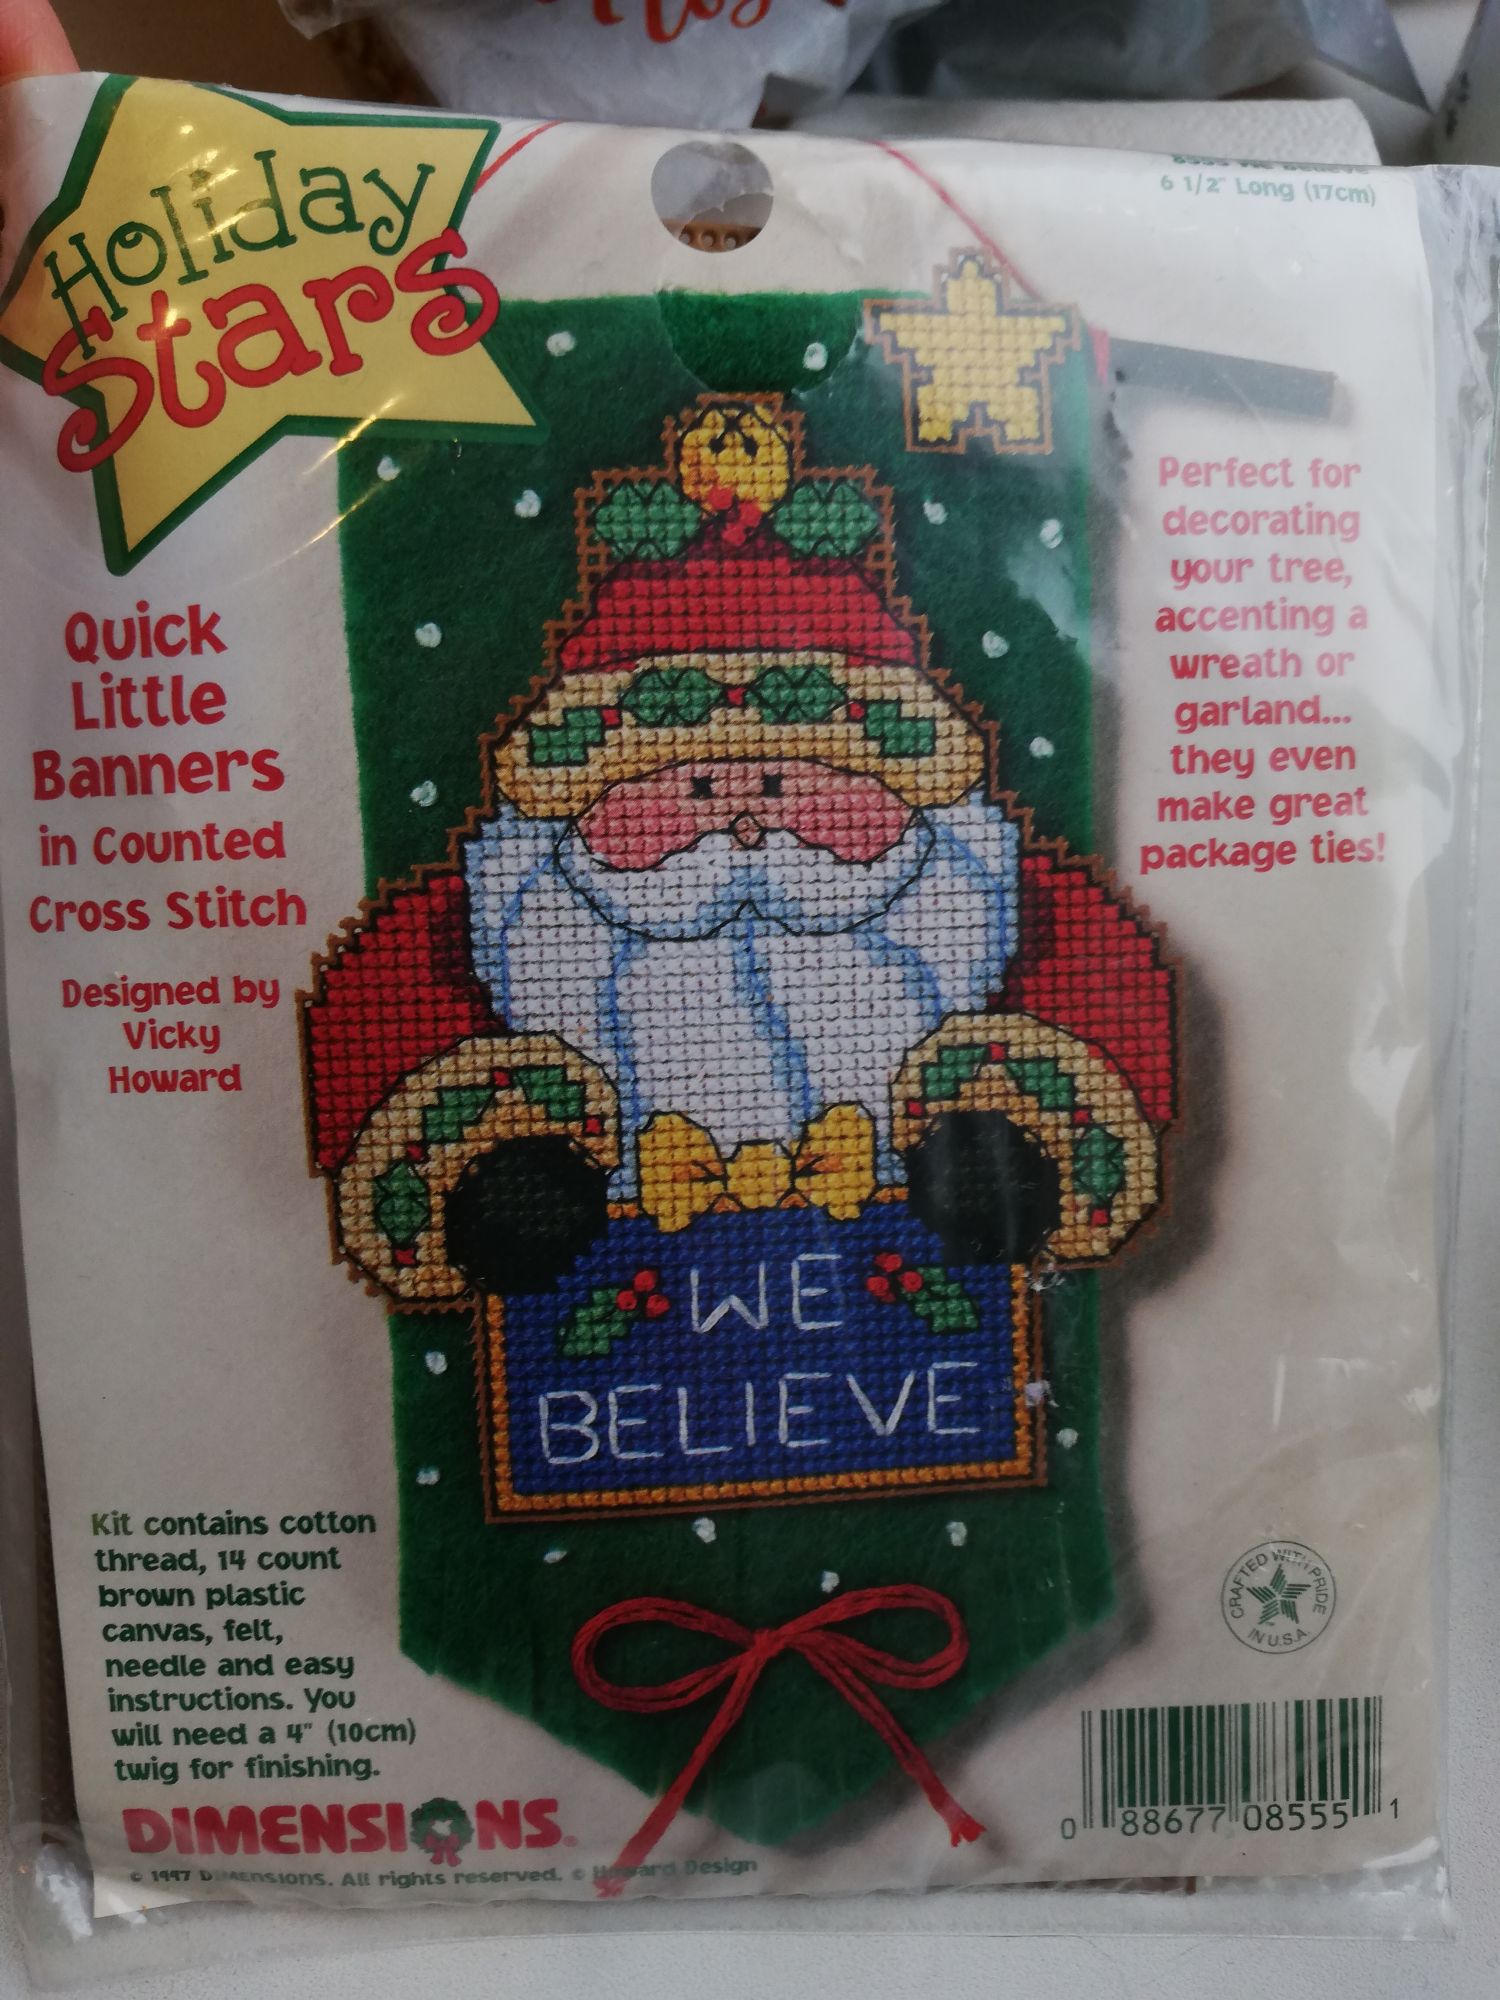 Holiday
Stars
6 1/2" Long (17cm)
Quick
Little
Banners
in Counted
Cross Stitch
Designed by
Vicky
Howard
Perfect for
decorating
your tree,
accenting a
wreath or
garland...
they even
make great
package ties!
WE
BELIEVE
Kit contains cotton
thread, 14 count
brown plastic
canvas, felt,
needle and easy
instructions. You
will need a 4" (10cm)
twig for finishing.
CRAFTED WITH PRIDE
IN U.S.A.
DIMENSIONS®
© 1997 DIMENSIONS. All rights reserved. © Howard Design
0 88677 08555 1